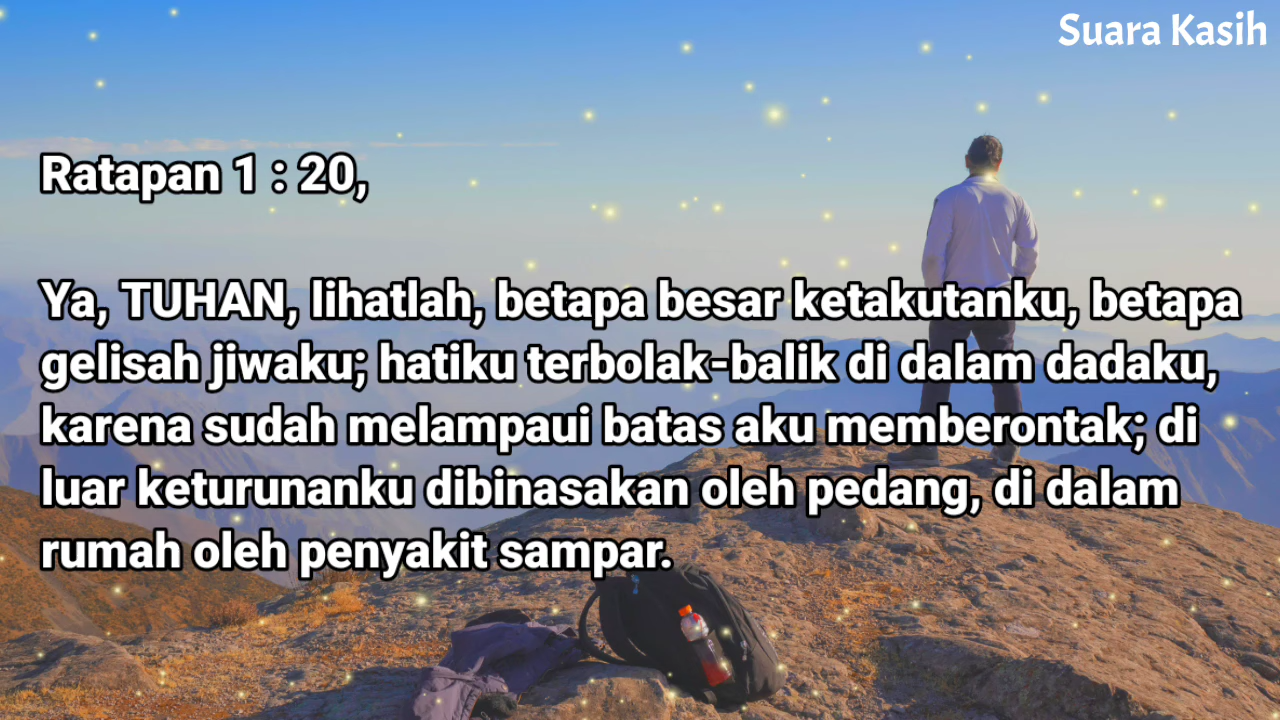 Suara Kasih
Ratapan 1 : 20,
Ya, TUHAN, lihatlah, betapa besar ketakutanku, betapa
gelisah jiwaku; hatiku terbolak-balik di dalam dadaku,
karena sudah melampaui batas aku memberontak; di
luar keturunanku dibinasakan oleh pedang, di dalam
rumah oleh penyakit sampar.